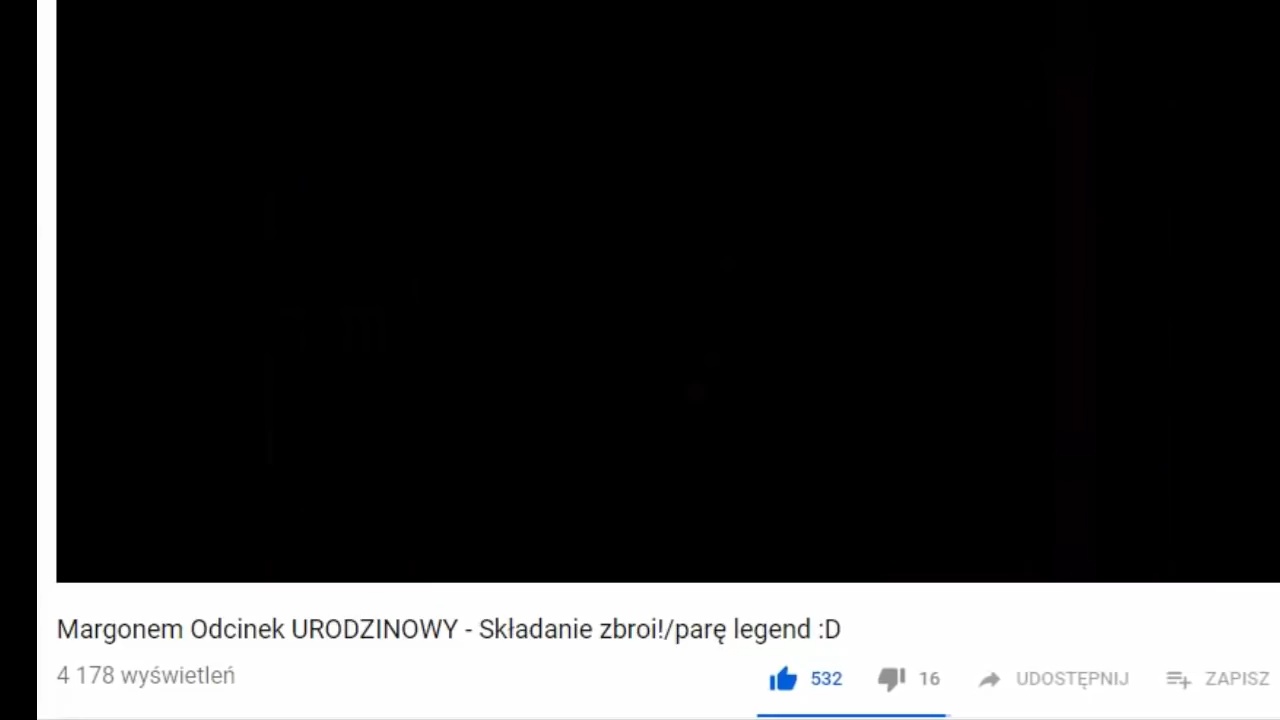 Margonem Odcinek URODZINOWY - Składanie zbroi!/parę legend :D
4 178 wyświetleń
532 16 UDOSTĘPNIJ ZAPISZ